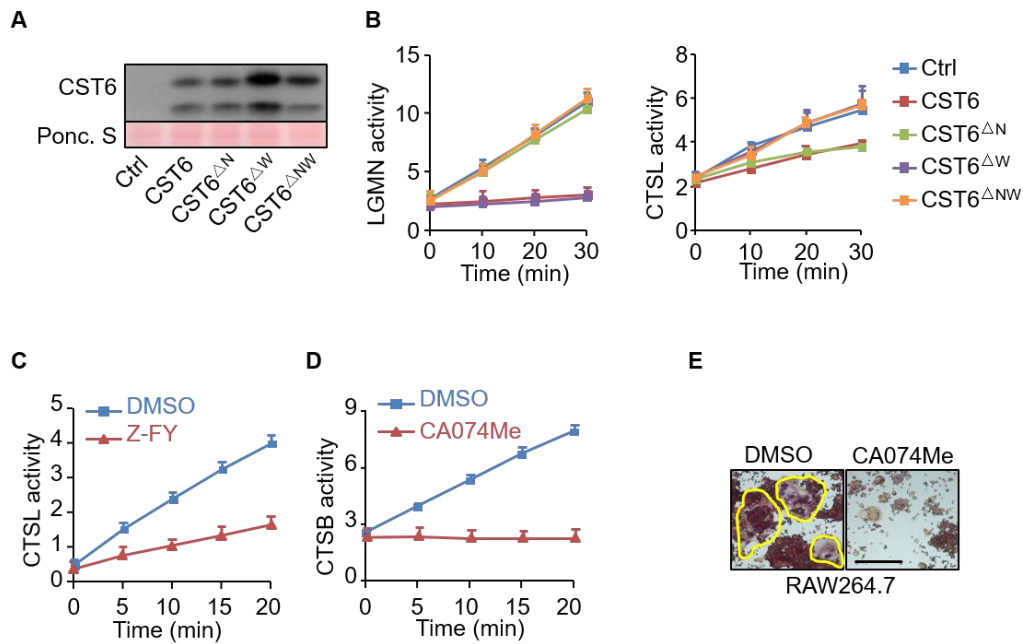 A
CST6
Ponc. S
Ctrl
CST6
CST6△N
CST6△W
CST6△NW
B
15
10
5
0
LGMN activity
0 10 20 30
Time (min)
8
6
4
2
0
CTSL activity
0 10 20 30
Time (min)
Ctrl
CST6
CST6△N
CST6△W
CST6△NW
C
5
4
3
2
1
0
CTSL activity
DMSO
Z-FY
0 5 10 15 20
Time (min)
D
9
6
3
0
CTSB activity
DMSO
CA074Me
0 5 10 15 20
Time (min)
E
DMSO CA074Me
RAW264.7